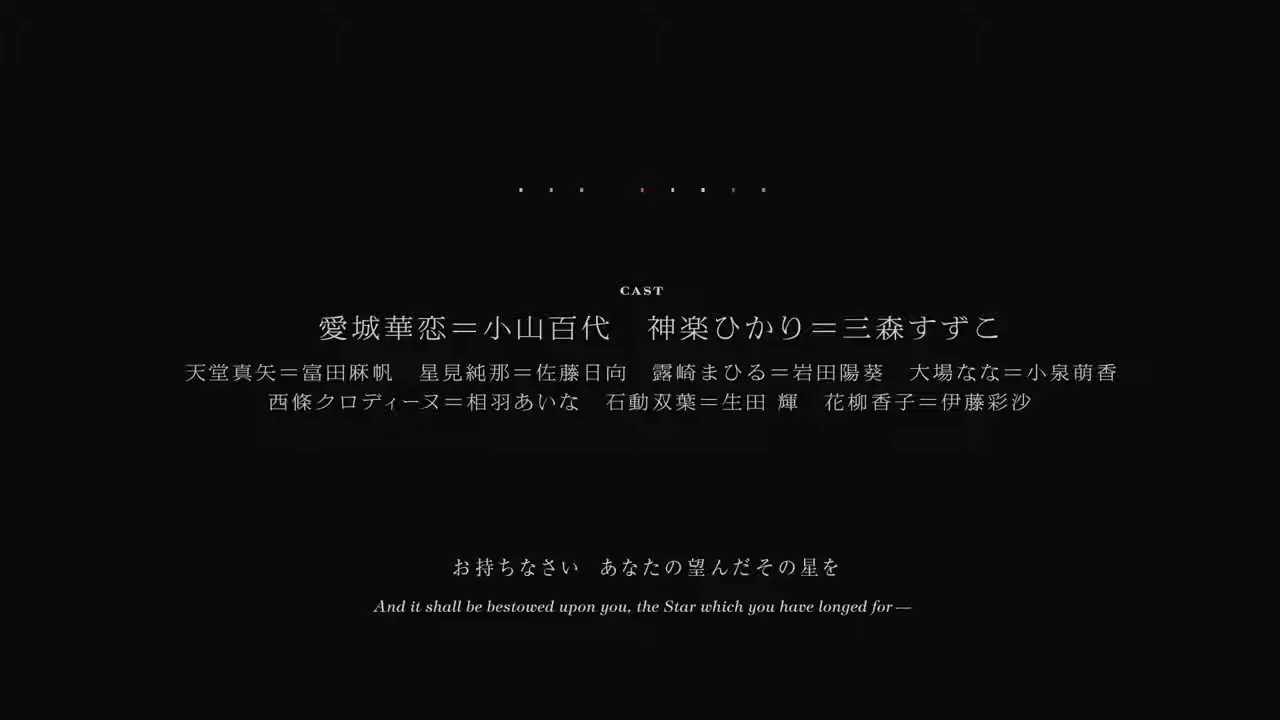 CAST
愛城華恋＝小山百代　神楽ひかり＝三森すずこ
天堂真矢＝富田麻帆　星見純那＝佐藤日向　露崎まひる＝岩田陽葵　大場なな＝小泉萌香
西條クロディーヌ＝相羽あいな　石動双葉＝生田 輝　花柳香子＝伊藤彩沙
お持ちなさい　あなたの望んだその星を
And it shall be bestowed upon you, the Star which you have longed for—